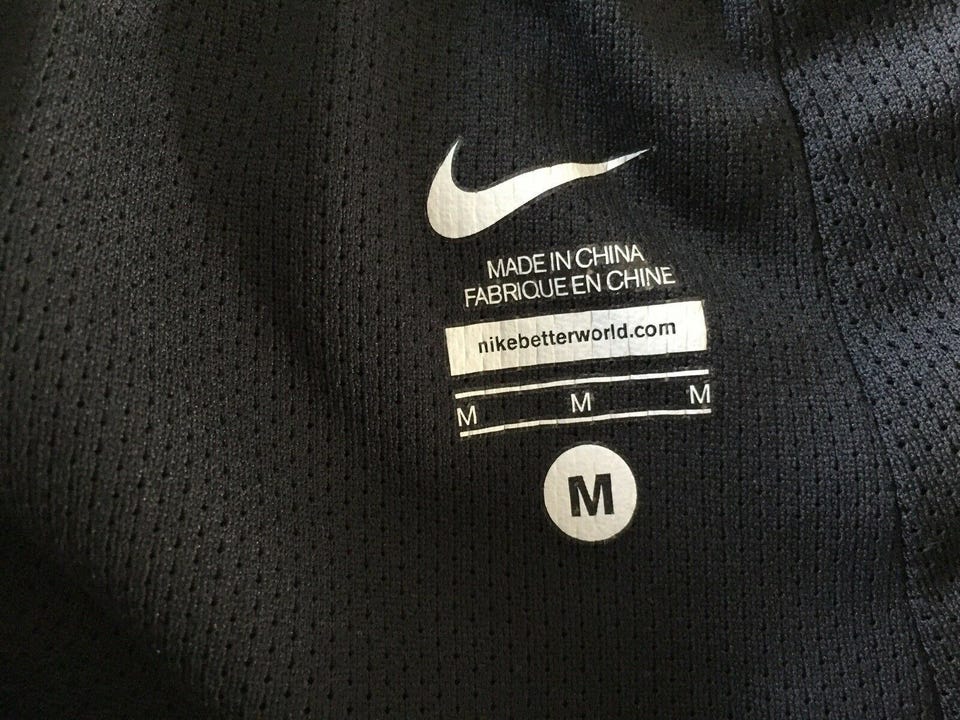 MADE IN CHINA
FABRIQUE EN CHINE
nikebetterworld.com
M M M
M